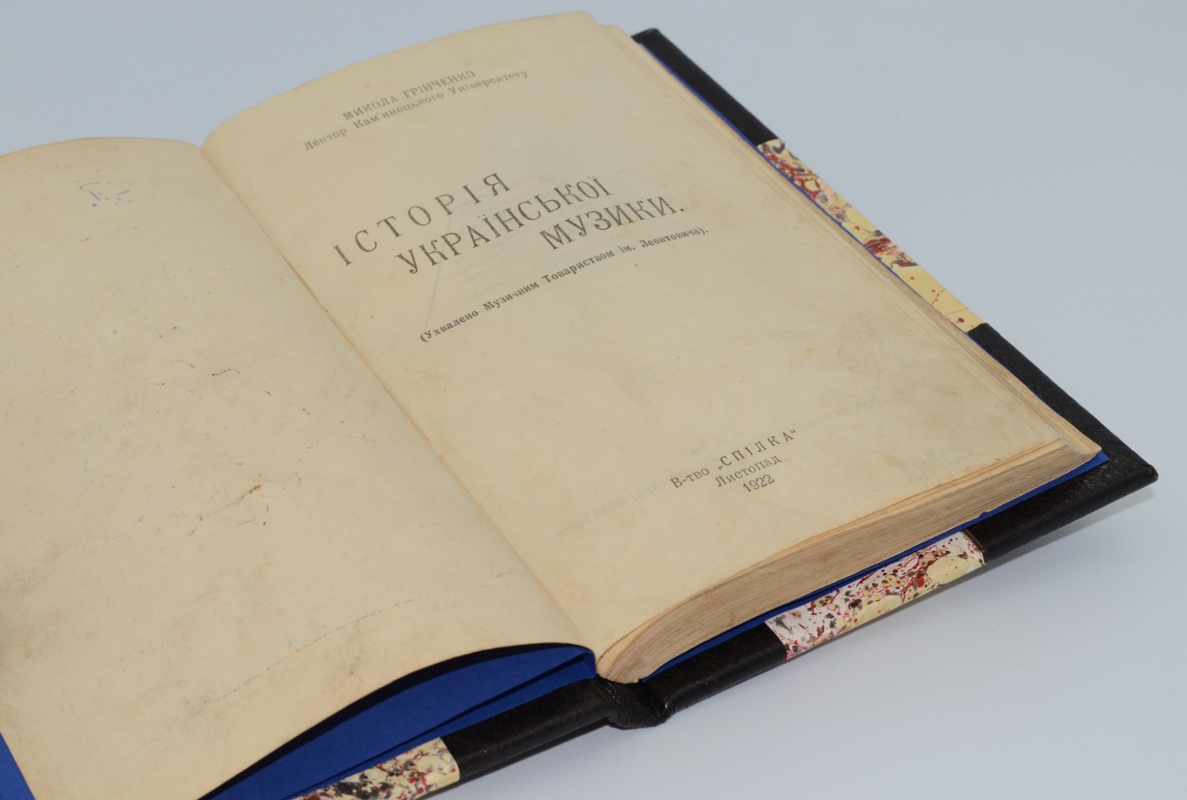 МИКОЛА ГРІНЧЕНКО
Лектор Кам'янецького Університету
ІСТОРІЯ
УКРАЇНСЬКОЇ
МУЗИКИ.
(Ухвалено Музичним Товариством ім. Леонтовича).
В-тво „СПІЛКА“
Листопад
1922